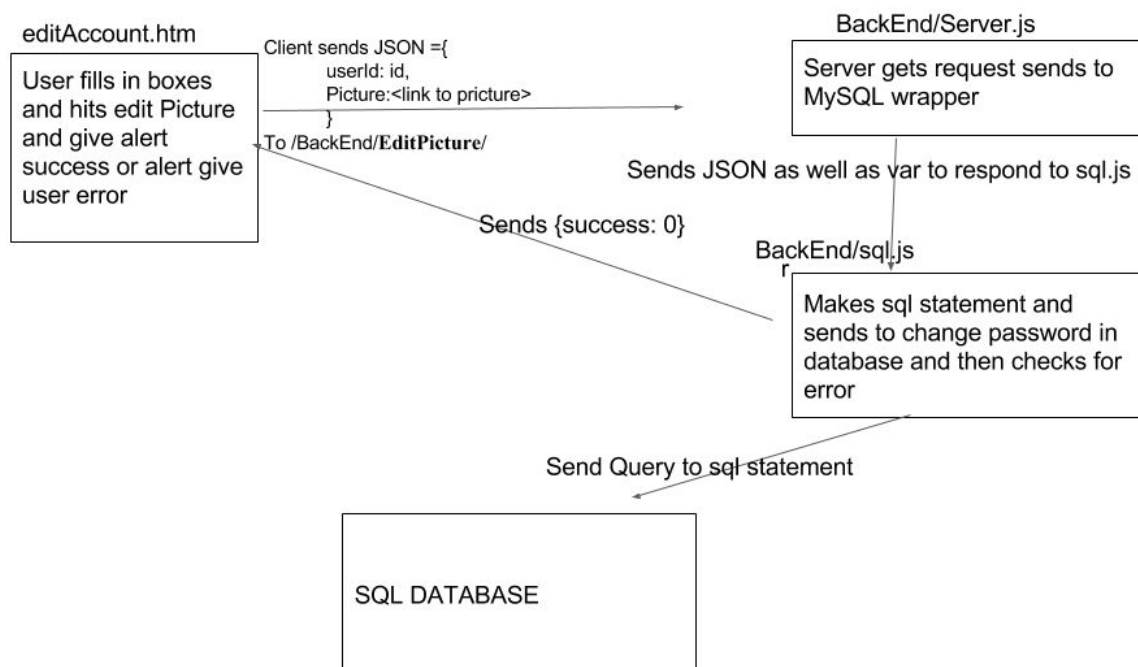 editAccount.htm
User fills in boxes
and hits edit Picture
and give alert
success or alert give
user error
Client sends JSON ={
userId: id,
Picture:<link to pricture>
}
To /BackEnd/EditPicture/
BackEnd/Server.js
Server gets request sends to
MySQL wrapper
Sends JSON as well as var to respond to sql.js
Sends {success: 0}
BackEnd/sql.js
r
Makes sql statement and
sends to change password in
database and then checks for
error
Send Query to sql statement
SQL DATABASE